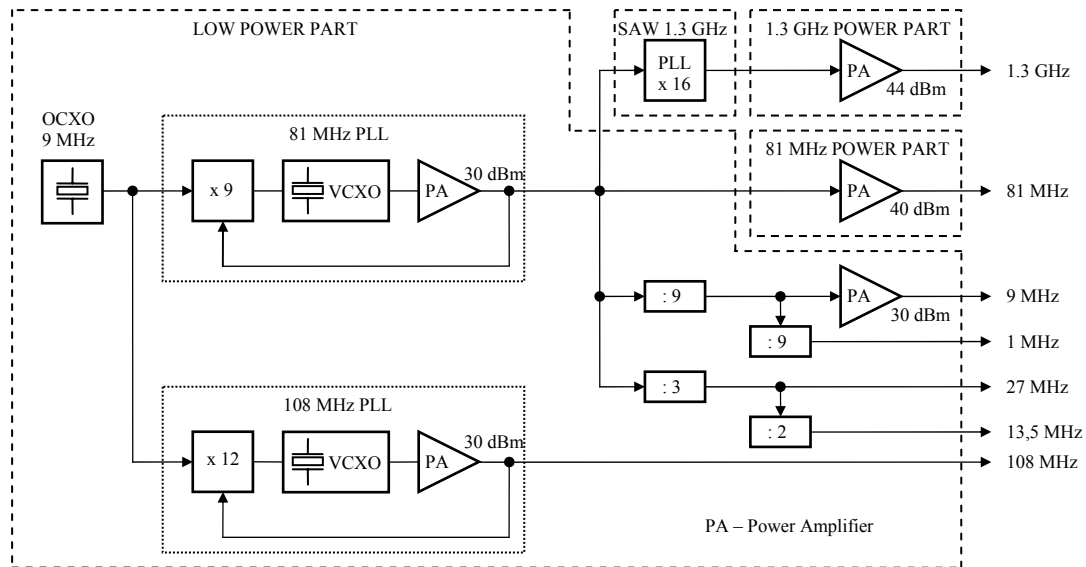 LOW POWER PART
SAW 1.3 GHz
1.3 GHz POWER PART
PLL
x 16
PA
44 dBm
1.3 GHz
OCXO
9 MHz
81 MHz PLL
x 9
VCXO
PA
30 dBm
81 MHz POWER PART
PA
40 dBm
81 MHz
: 9
PA
30 dBm
9 MHz
: 9
1 MHz
: 3
27 MHz
: 2
13,5 MHz
108 MHz PLL
x 12
VCXO
PA
30 dBm
108 MHz
PA – Power Amplifier